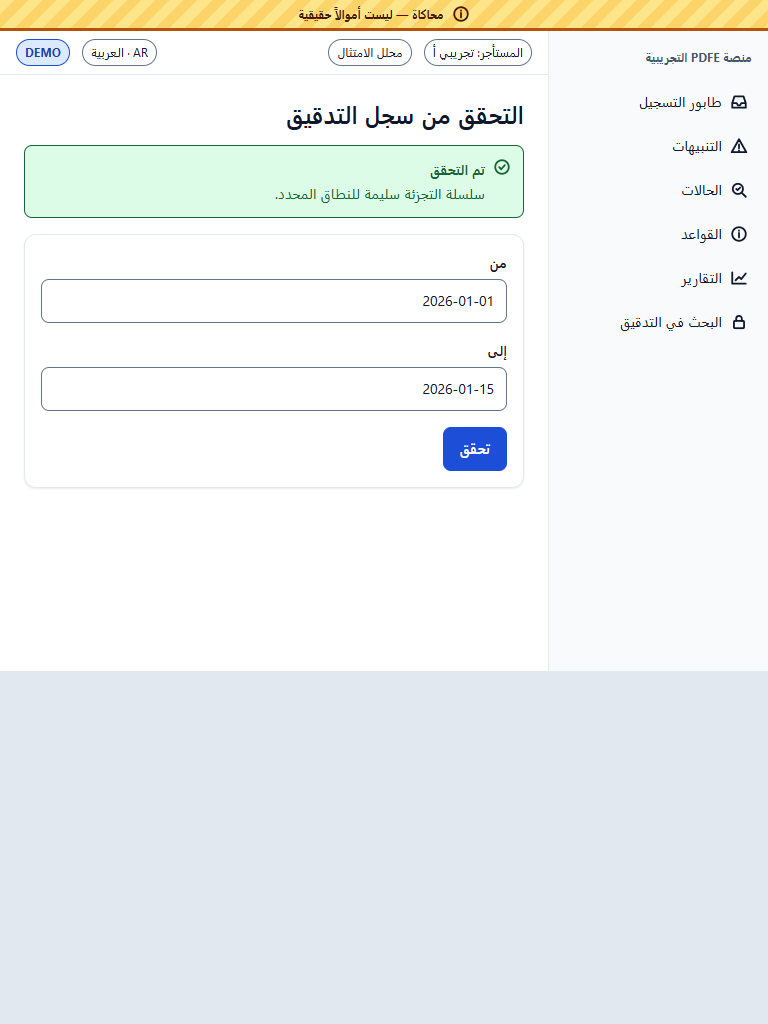 محاكاة — ليست أموالاً حقيقية
منصة PDFE التجريبية
طابور التسجيل
التنبيهات
الحالات
القواعد
التقارير
البحث في التدقيق
المستأجر: تجريبي أ
محلل الامتثال
AR · العربية
DEMO
التحقق من سجل التدقيق
تم التحقق
سلسلة التجزئة سليمة للنطاق المحدد.
من
2026-01-01
إلى
2026-01-15
تحقق